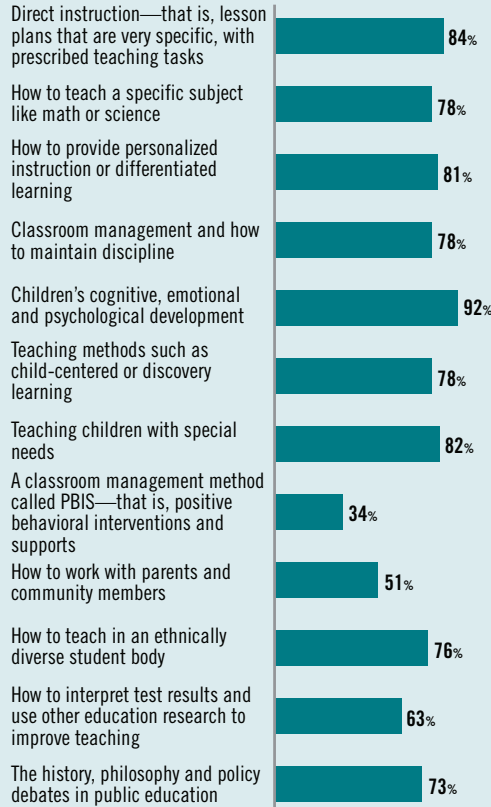 Direct instruction—that is, lesson
plans that are very specific, with
prescribed teaching tasks
84%
How to teach a specific subject
like math or science
78%
How to provide personalized
instruction or differentiated
learning
81%
Classroom management and how
to maintain discipline
78%
Children's cognitive, emotional
and psychological development
92%
Teaching methods such as
child-centered or discovery
learning
78%
Teaching children with special
needs
82%
A classroom management method
called PBIS—that is, positive
behavioral interventions and
supports
34%
How to work with parents and
community members
51%
How to teach in an ethnically
diverse student body
76%
How to interpret test results and
use other education research to
improve teaching
63%
The history, philosophy and policy
debates in public education
73%